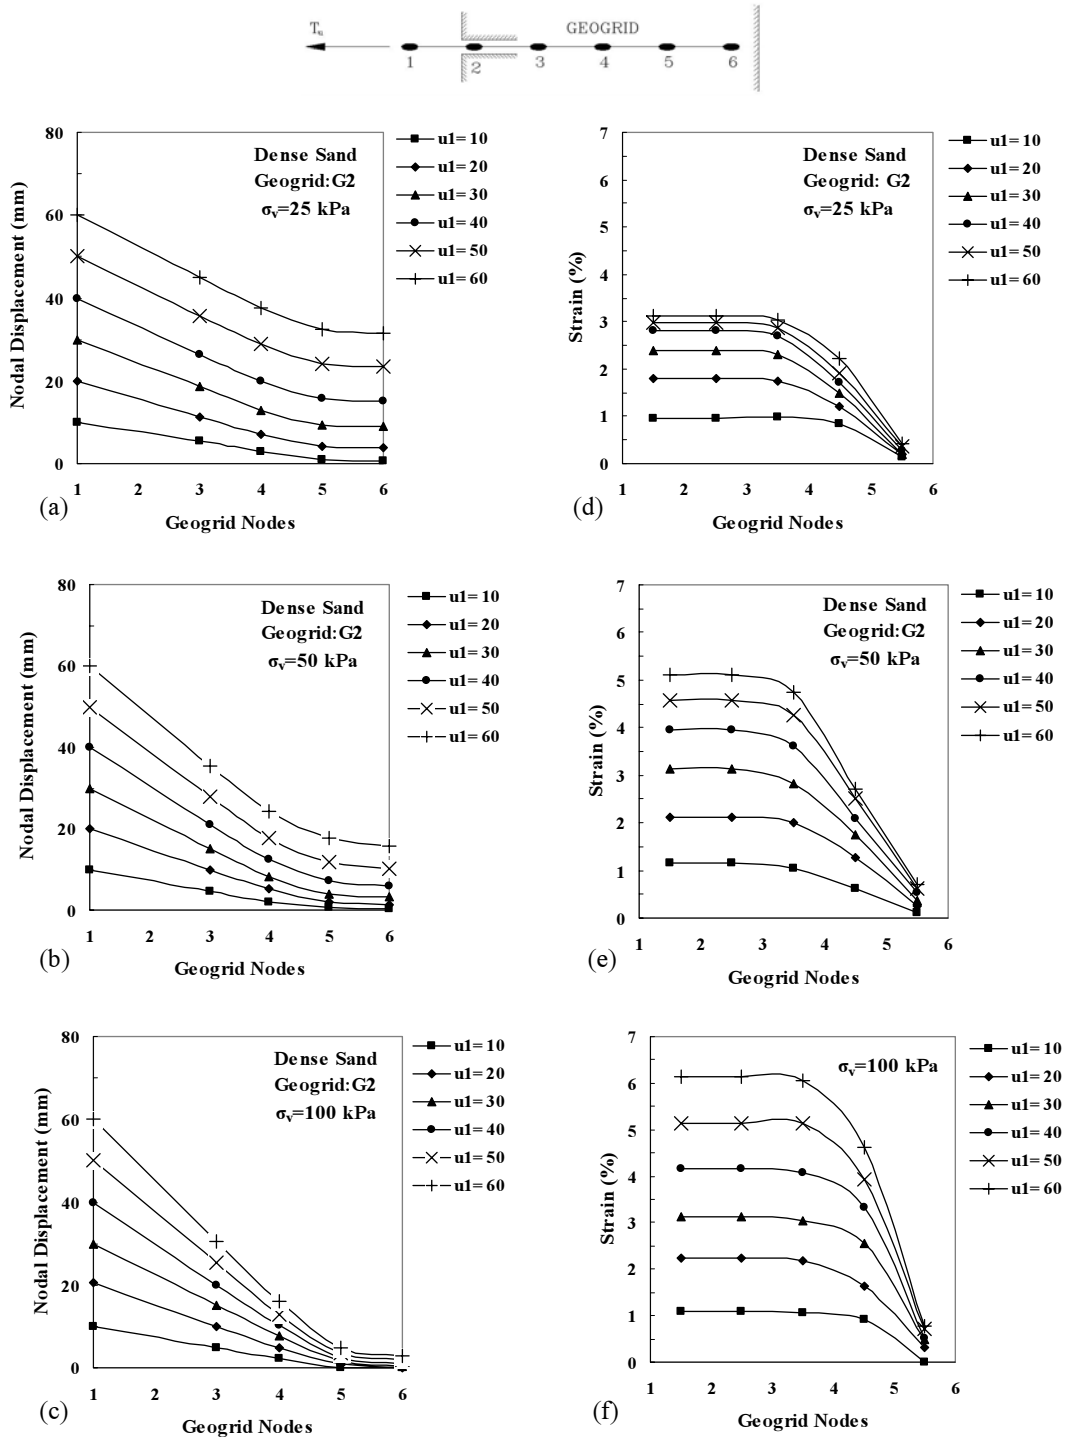 Tu
GEOGRID
1 2 3 4 5 6
Nodal Displacement (mm)
80
60
40
20
0
1 2 3 4 5 6
Geogrid Nodes
Dense Sand
Geogrid:G2
σv=25 kPa
u1= 10
u1= 20
u1= 30
u1= 40
u1= 50
u1= 60
(a)
Strain (%)
7
6
5
4
3
2
1
0
1 2 3 4 5 6
Geogrid Nodes
Dense Sand
Geogrid: G2
σv=25 kPa
u1= 10
u1= 20
u1= 30
u1= 40
u1= 50
u1= 60
(d)
Nodal Displacement (mm)
80
60
40
20
0
1 2 3 4 5 6
Geogrid Nodes
Dense Sand
Geogrid:G2
σv=50 kPa
u1= 10
u1= 20
u1= 30
u1= 40
u1= 50
u1= 60
(b)
Strain (%)
7
6
5
4
3
2
1
0
1 2 3 4 5 6
Geogrid Nodes
Dense Sand
Geogrid:G2
σv=50 kPa
u1= 10
u1= 20
u1= 30
u1= 40
u1= 50
u1= 60
(e)
Nodal Displacement (mm)
80
60
40
20
0
1 2 3 4 5 6
Geogrid Nodes
Dense Sand
Geogrid:G2
σv=100 kPa
u1= 10
u1= 20
u1= 30
u1= 40
u1= 50
u1= 60
(c)
Strain (%)
7
6
5
4
3
2
1
0
1 2 3 4 5 6
Geogrid Nodes
σv=100 kPa
u1= 10
u1= 20
u1= 30
u1= 40
u1= 50
u1= 60
(f)